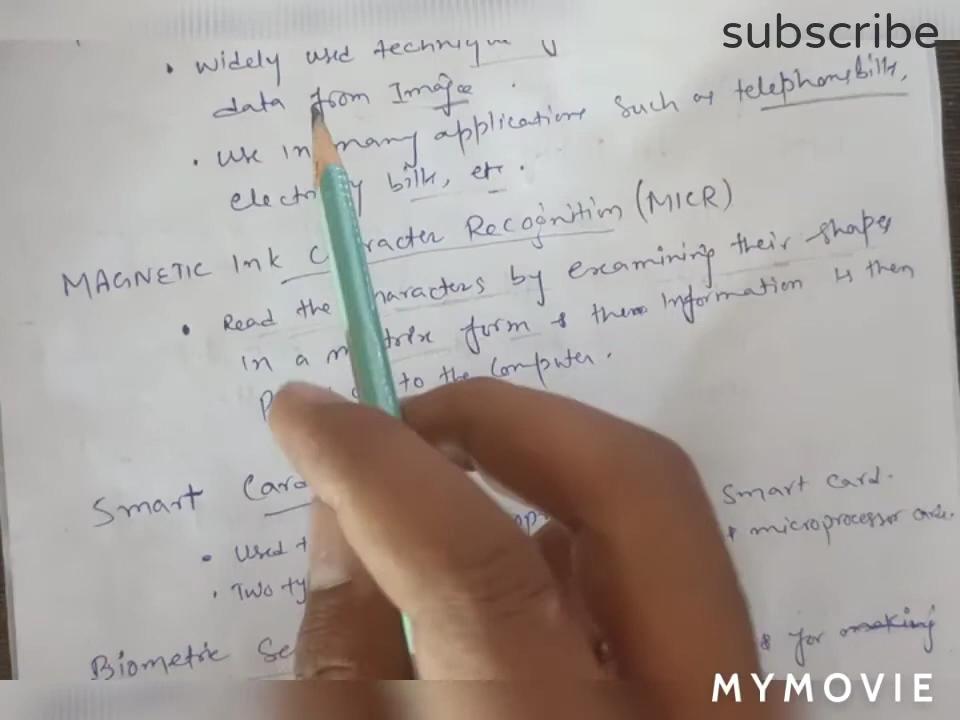 subscribe
• Widely used technique
data from Image
• use in many applications such as telephone bills,
bills, etc.
MAGNETIC Ink Character Recognition (MICR)
• Read the characters by examining their shapes
in a matrix form & then Information is then
to the computer.
Smart Card
smart card.
• Used
& microprocessor card.
• Two
Biometric
for making
MYMOVIE